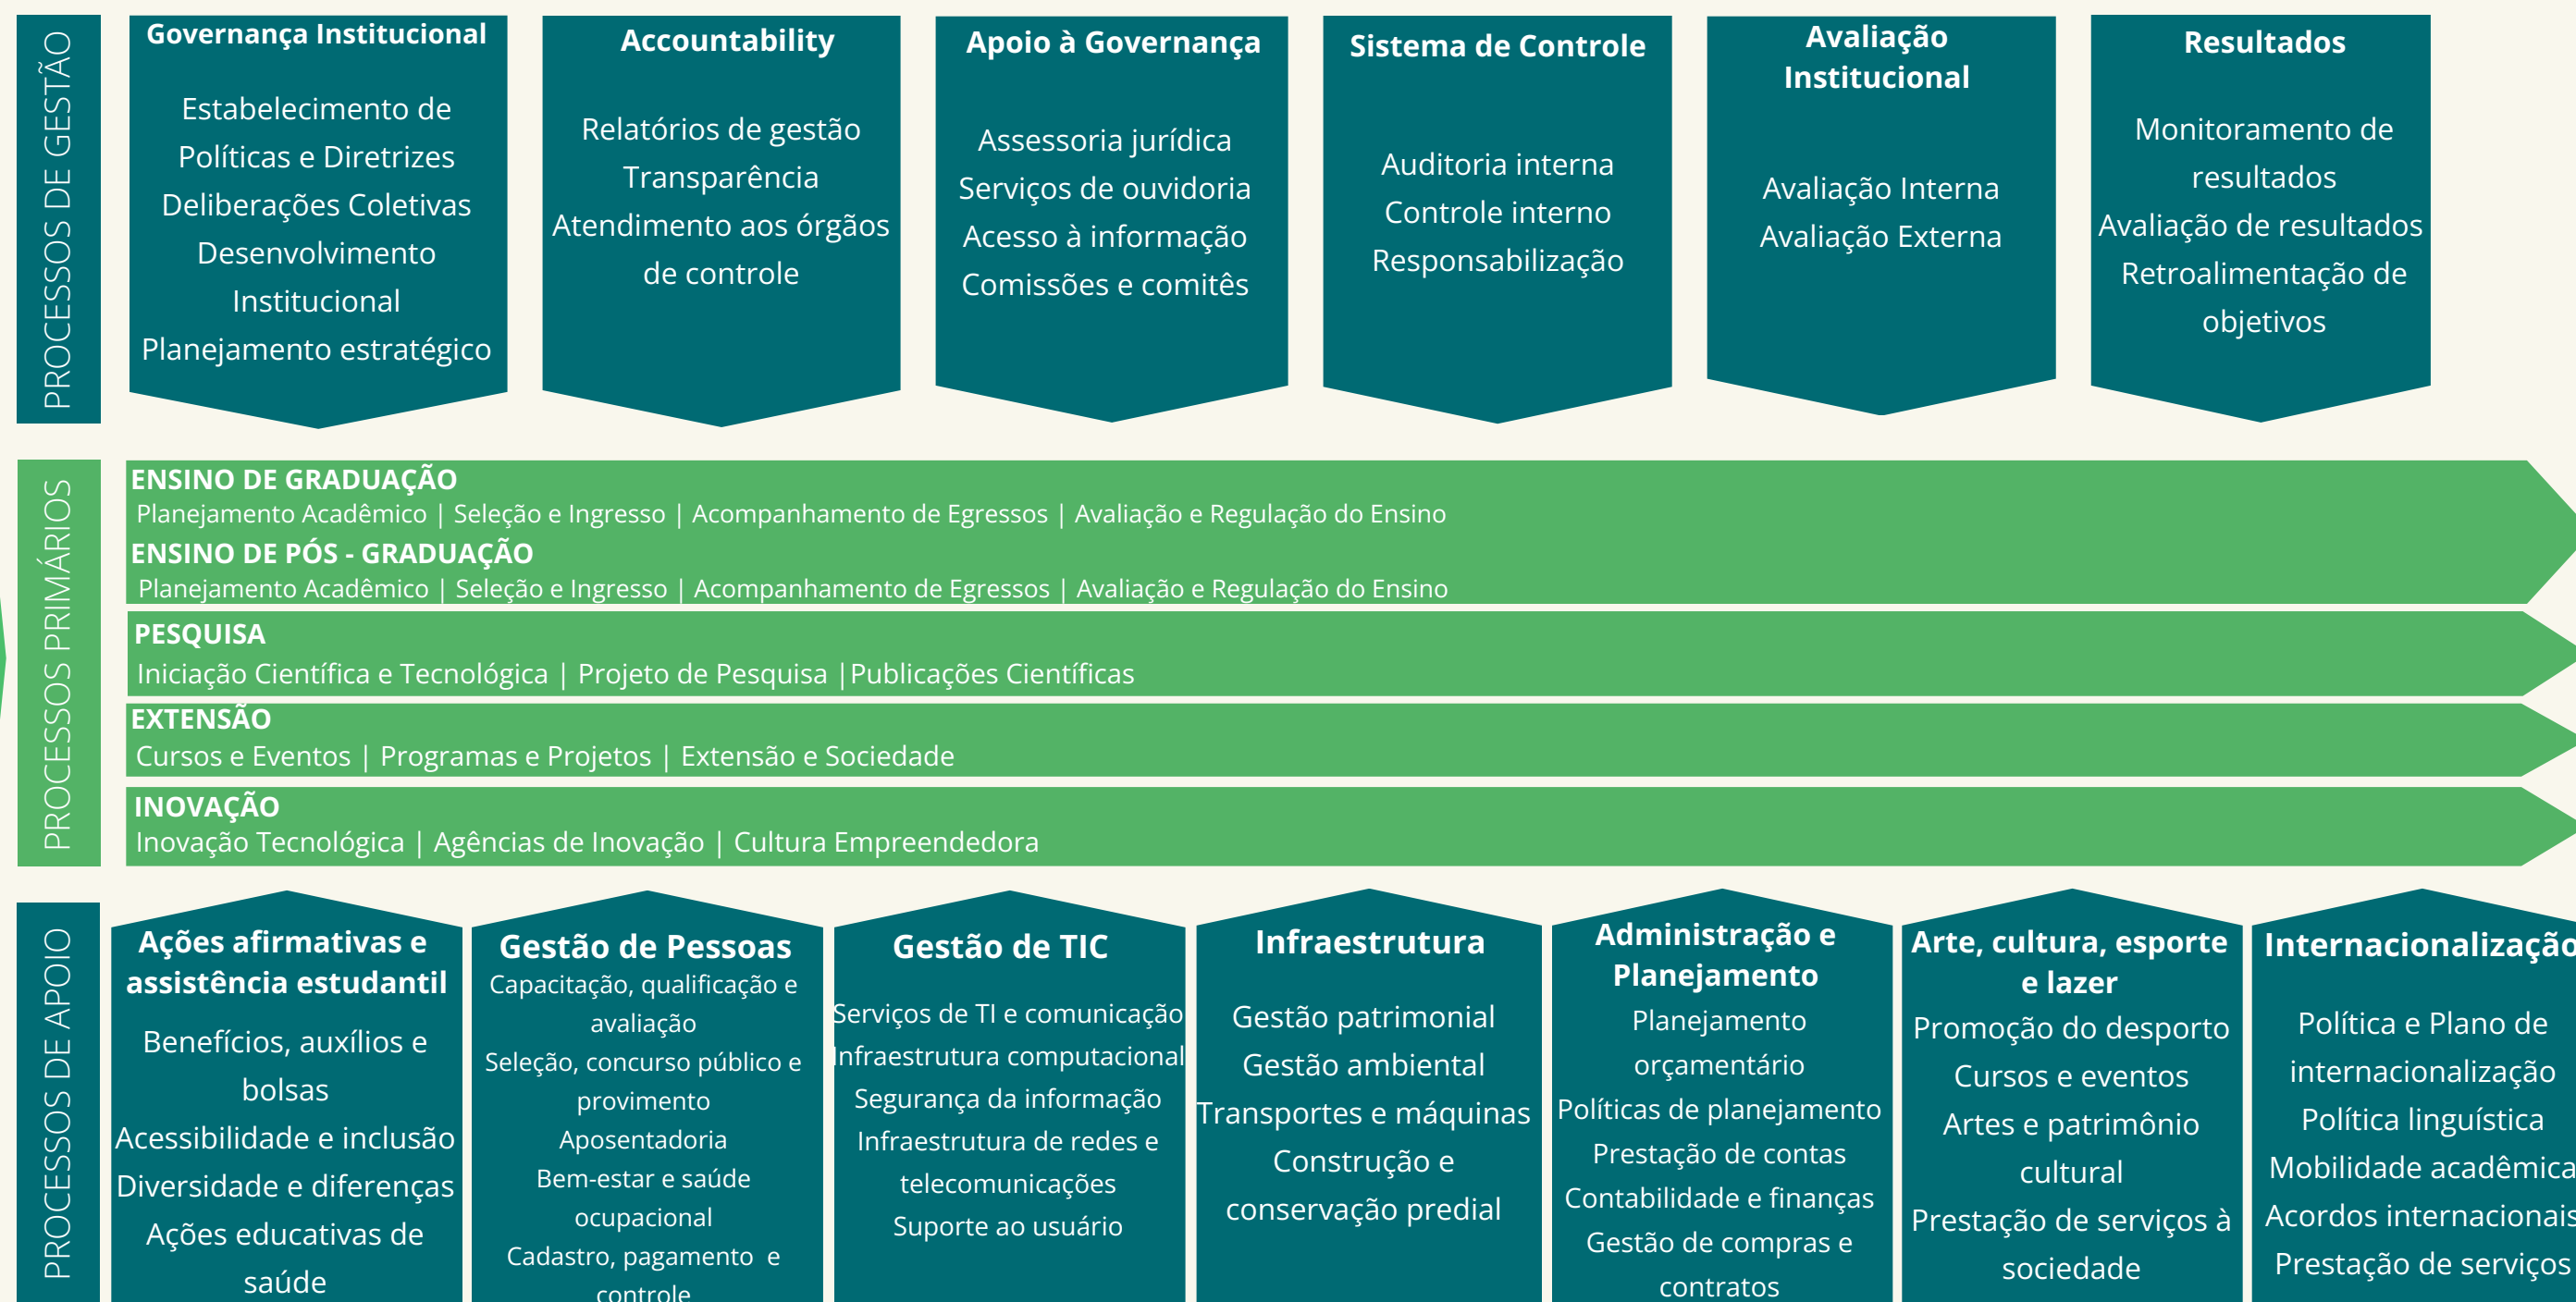 PROCESSOS DE GESTÃO
Governança Institucional
Estabelecimento de
Políticas e Diretrizes
Deliberações Coletivas
Desenvolvimento
Institucional
Planejamento estratégico
Accountability
Relatórios de gestão
Transparência
Atendimento aos órgãos
de controle
Apoio à Governança
Assessoria jurídica
Serviços de ouvidoria
Acesso à informação
Comissões e comitês
Sistema de Controle
Auditoria interna
Controle interno
Responsabilização
Avaliação
Institucional
Avaliação Interna
Avaliação Externa
Resultados
Monitoramento de
resultados
Avaliação de resultados
Retroalimentação de
objetivos
PROCESSOS PRIMÁRIOS
ENSINO DE GRADUAÇÃO
Planejamento Acadêmico | Seleção e Ingresso | Acompanhamento de Egressos | Avaliação e Regulação do Ensino
ENSINO DE PÓS - GRADUAÇÃO
Planejamento Acadêmico | Seleção e Ingresso | Acompanhamento de Egressos | Avaliação e Regulação do Ensino
PESQUISA
Iniciação Científica e Tecnológica | Projeto de Pesquisa |Publicações Científicas
EXTENSÃO
Cursos e Eventos | Programas e Projetos | Extensão e Sociedade
INOVAÇÃO
Inovação Tecnológica | Agências de Inovação | Cultura Empreendedora
PROCESSOS DE APOIO
Ações afirmativas e
assistência estudantil
Benefícios, auxílios e
bolsas
Acessibilidade e inclusão
Diversidade e diferenças
Ações educativas de
saúde
Gestão de Pessoas
Capacitação, qualificação e
avaliação
Seleção, concurso público e
provimento
Aposentadoria
Bem-estar e saúde
ocupacional
Cadastro, pagamento e
controle
Gestão de TIC
Serviços de TI e comunicação
Infraestrutura computacional
Segurança da informação
Infraestrutura de redes e
telecomunicações
Suporte ao usuário
Infraestrutura
Gestão patrimonial
Gestão ambiental
Transportes e máquinas
Construção e
conservação predial
Administração e
Planejamento
Planejamento
orçamentário
Políticas de planejamento
Prestação de contas
Contabilidade e finanças
Gestão de compras e
contratos
Arte, cultura, esporte
e lazer
Promoção do desporto
Cursos e eventos
Artes e patrimônio
cultural
Prestação de serviços à
sociedade
Internacionalização
Política e Plano de
internacionalização
Política linguística
Mobilidade acadêmica
Acordos internacionais
Prestação de serviços